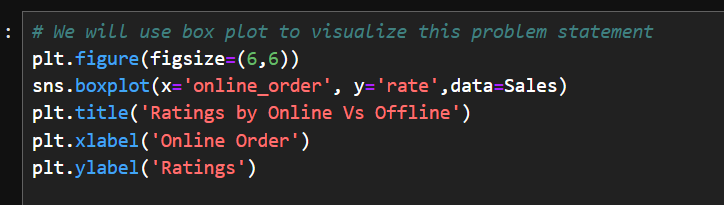 :
# We will use box plot to visualize this problem statement
plt.figure(figsize=(6,6))
sns.boxplot(x='online_order', y='rate',data=Sales)
plt.title('Ratings by Online Vs Offline')
plt.xlabel('Online Order')
plt.ylabel('Ratings')